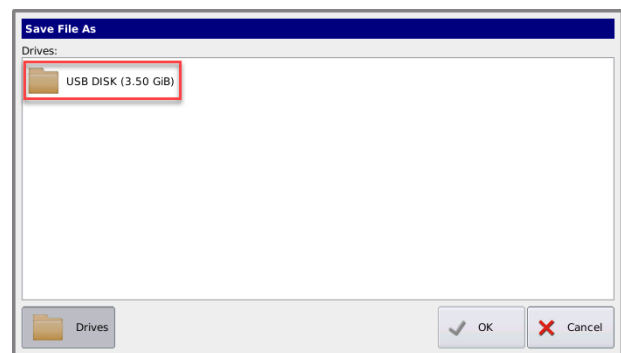 Save File As
Drives:
USB DISK (3.50 GiB)
Drives
OK
Cancel